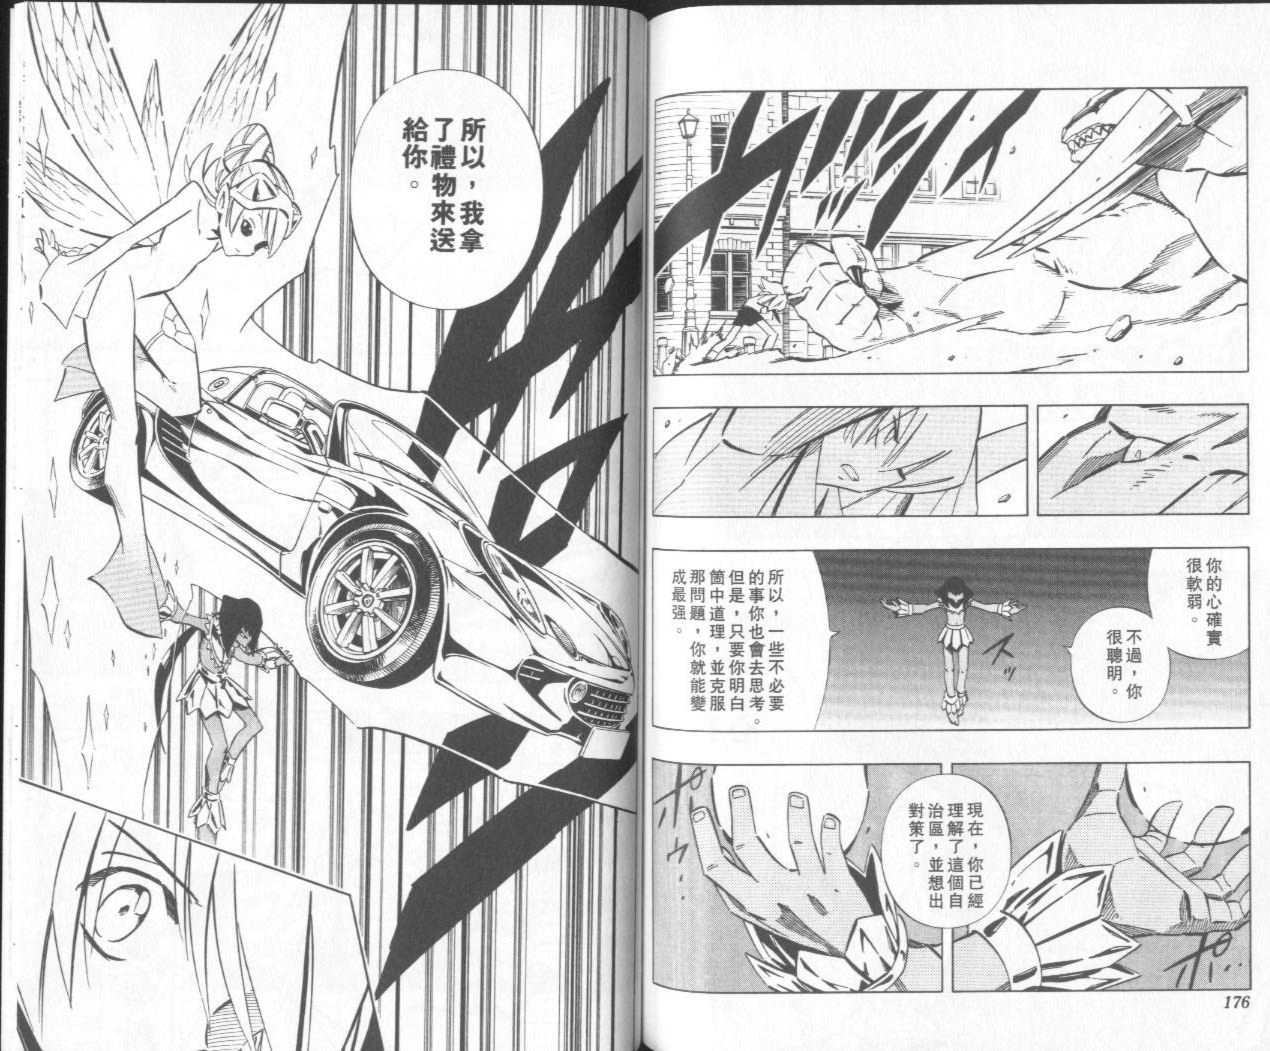 你的心確實
很軟弱。
不過，你
很聰明。
スッ
所以，一些不必要
的事你也會去思考。
但是，只要你明白
箇中道理，並克服
那問題，你就能變
成最强。
現在，你已經
理解了這個自
治區，並想出
對策了。
176
所以，我拿
了禮物來送
給你。